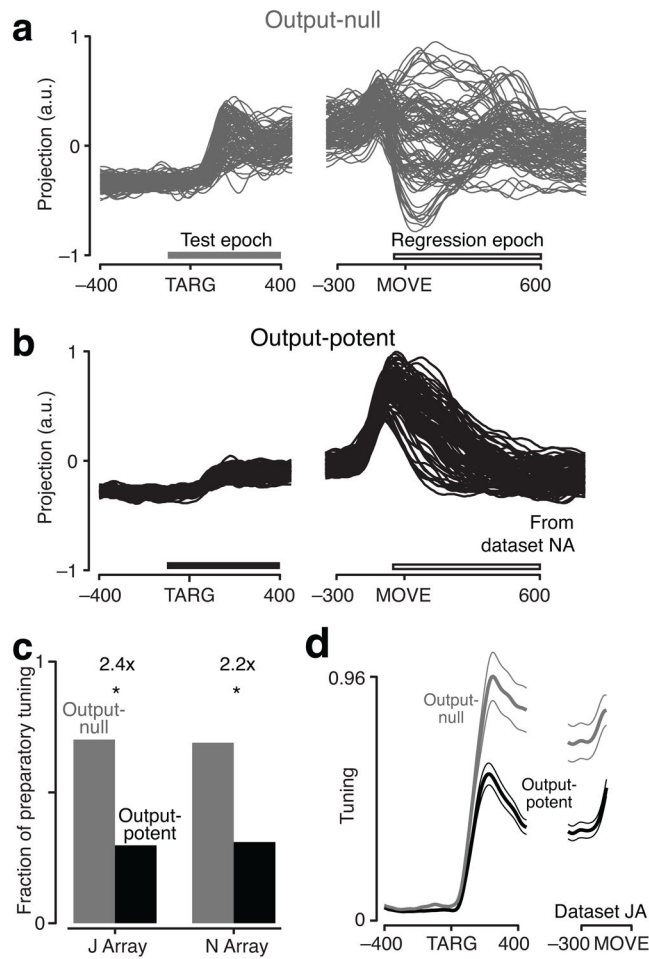 a
Output-null
Projection (a.u.)
1
0
–1
Test epoch
Regression epoch
–400
TARG
400
–300
MOVE
600
b
Output-potent
Projection (a.u.)
1
0
–1
From
dataset NA
–400
TARG
400
–300
MOVE
600
c
Fraction of preparatory tuning
1
0
2.4x
*
2.2x
*
Output-
null
Output-
potent
J Array
N Array
d
Tuning
0.96
0
Output-
null
Output-
potent
Dataset JA
–400
TARG
400
–300 MOVE